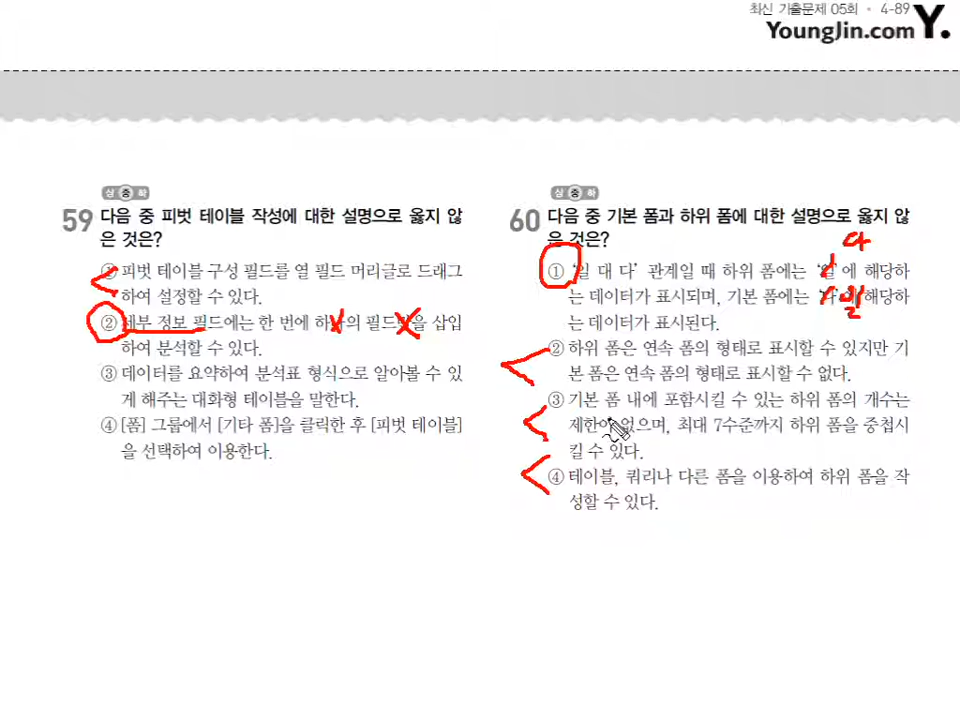 최신 기출문제 05회 • 4-89
YoungJin.com Y.
상 중 하
59 다음 중 피벗 테이블 작성에 대한 설명으로 옳지 않
은 것은?
① 피벗 테이블 구성 필드를 열 필드 머리글로 드래그
하여 설정할 수 있다.
② 세부 정보 필드에는 한 번에 하나의 필드만을 삽입
하여 분석할 수 있다.
③ 데이터를 요약하여 분석표 형식으로 알아볼 수 있
게 해주는 대화형 테이블을 말한다.
④ [폼] 그룹에서 [기타 폼]을 클릭한 후 [피벗 테이블]
을 선택하여 이용한다.
상 중 하
60 다음 중 기본 폼과 하위 폼에 대한 설명으로 옳지 않
은 것은?
다
① ‘일 대 다’ 관계일 때 하위 폼에는 ‘일’에 해당하
는 데이터가 표시되며, 기본 폼에는 ‘다’에 해당하
일
는 데이터가 표시된다.
② 하위 폼은 연속 폼의 형태로 표시할 수 있지만 기
본 폼은 연속 폼의 형태로 표시할 수 없다.
③ 기본 폼 내에 포함시킬 수 있는 하위 폼의 개수는
제한이 없으며, 최대 7수준까지 하위 폼을 중첩시
킬 수 있다.
④ 테이블, 쿼리나 다른 폼을 이용하여 하위 폼을 작
성할 수 있다.